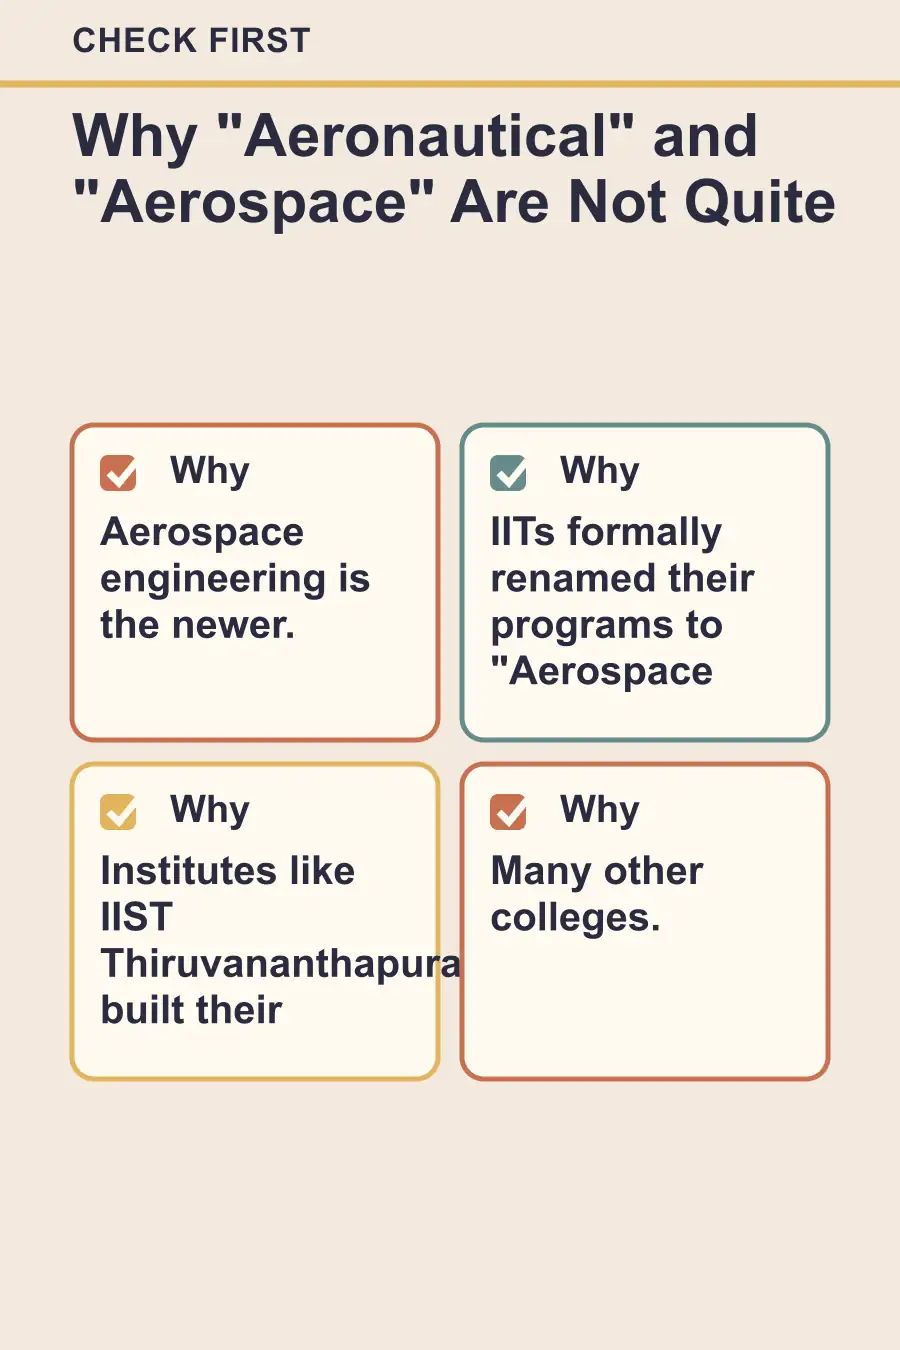 CHECK FIRST
Why "Aeronautical" and
"Aerospace" Are Not Quite
Why
Aerospace
engineering is
the newer.
Why
IITs formally
renamed their
programs to
"Aerospace
Why
Institutes like
IIST
Thiruvananthapura
built their
Why
Many other
colleges.